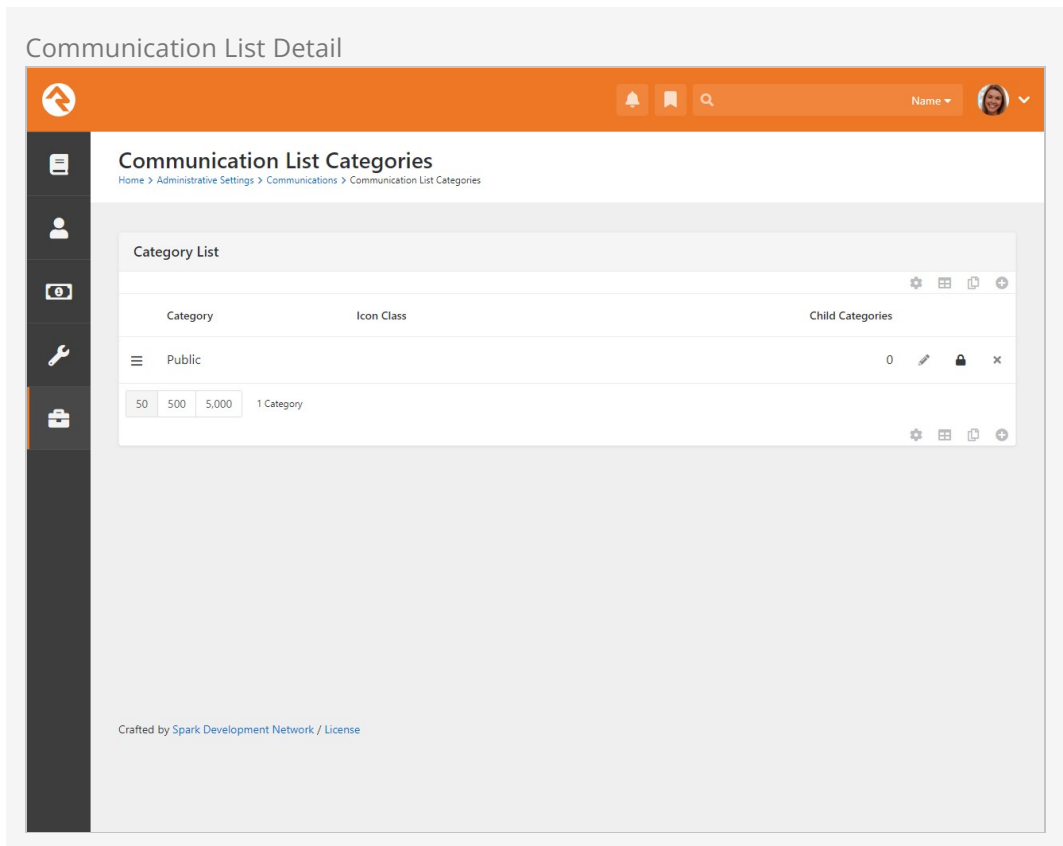 Communication List Detail
Name
Communication List Categories
Home > Administrative Settings > Communications > Communication List Categories
Category List
Category Icon Class Child Categories
Public 0
50 500 5,000 1 Category
Crafted by Spark Development Network / License